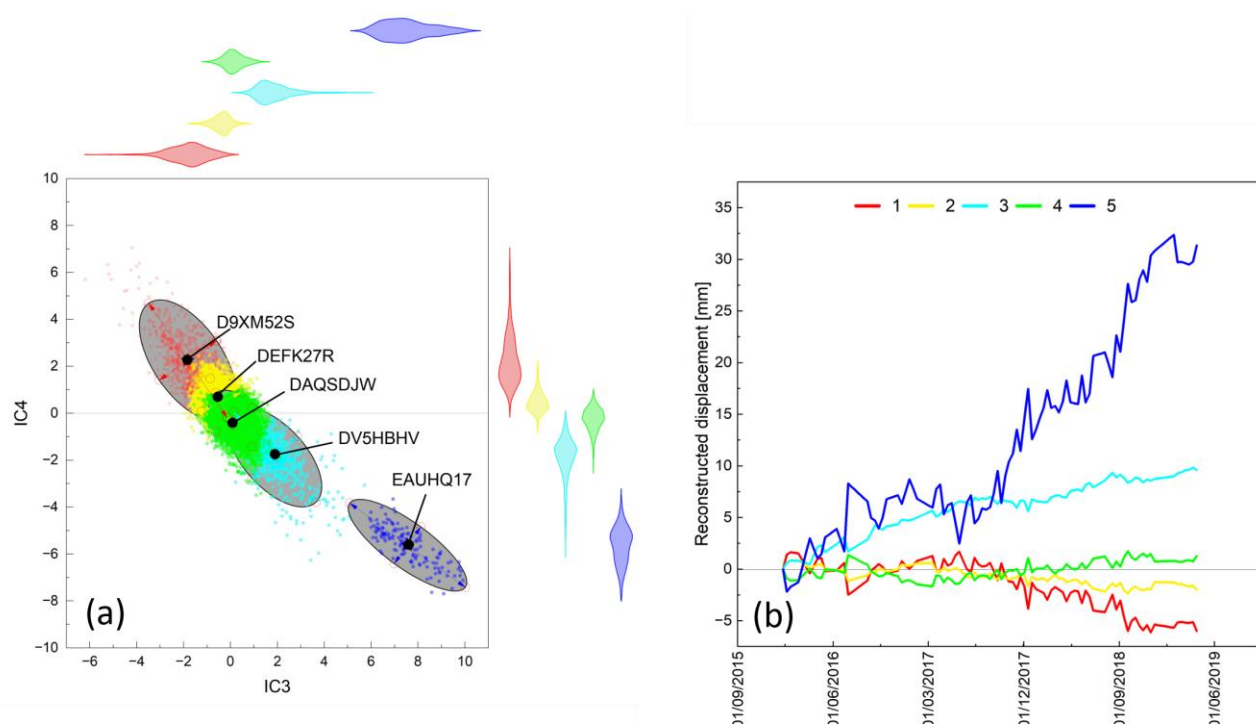 10
8
6
4
2
0
−2
−4
−6
−8
−10
IC4
−6 −4 −2 0 2 4 6 8 10
IC3
D9XM52S
DEFK27R
DAQSDJW
DV5HBHV
EAUHQ17
(a)
1 2 3 4 5
35
30
25
20
15
10
5
0
−5
Reconstructed displacement [mm]
(b)
01/09/2015
01/06/2016
01/03/2017
01/12/2017
01/09/2018
01/06/2019